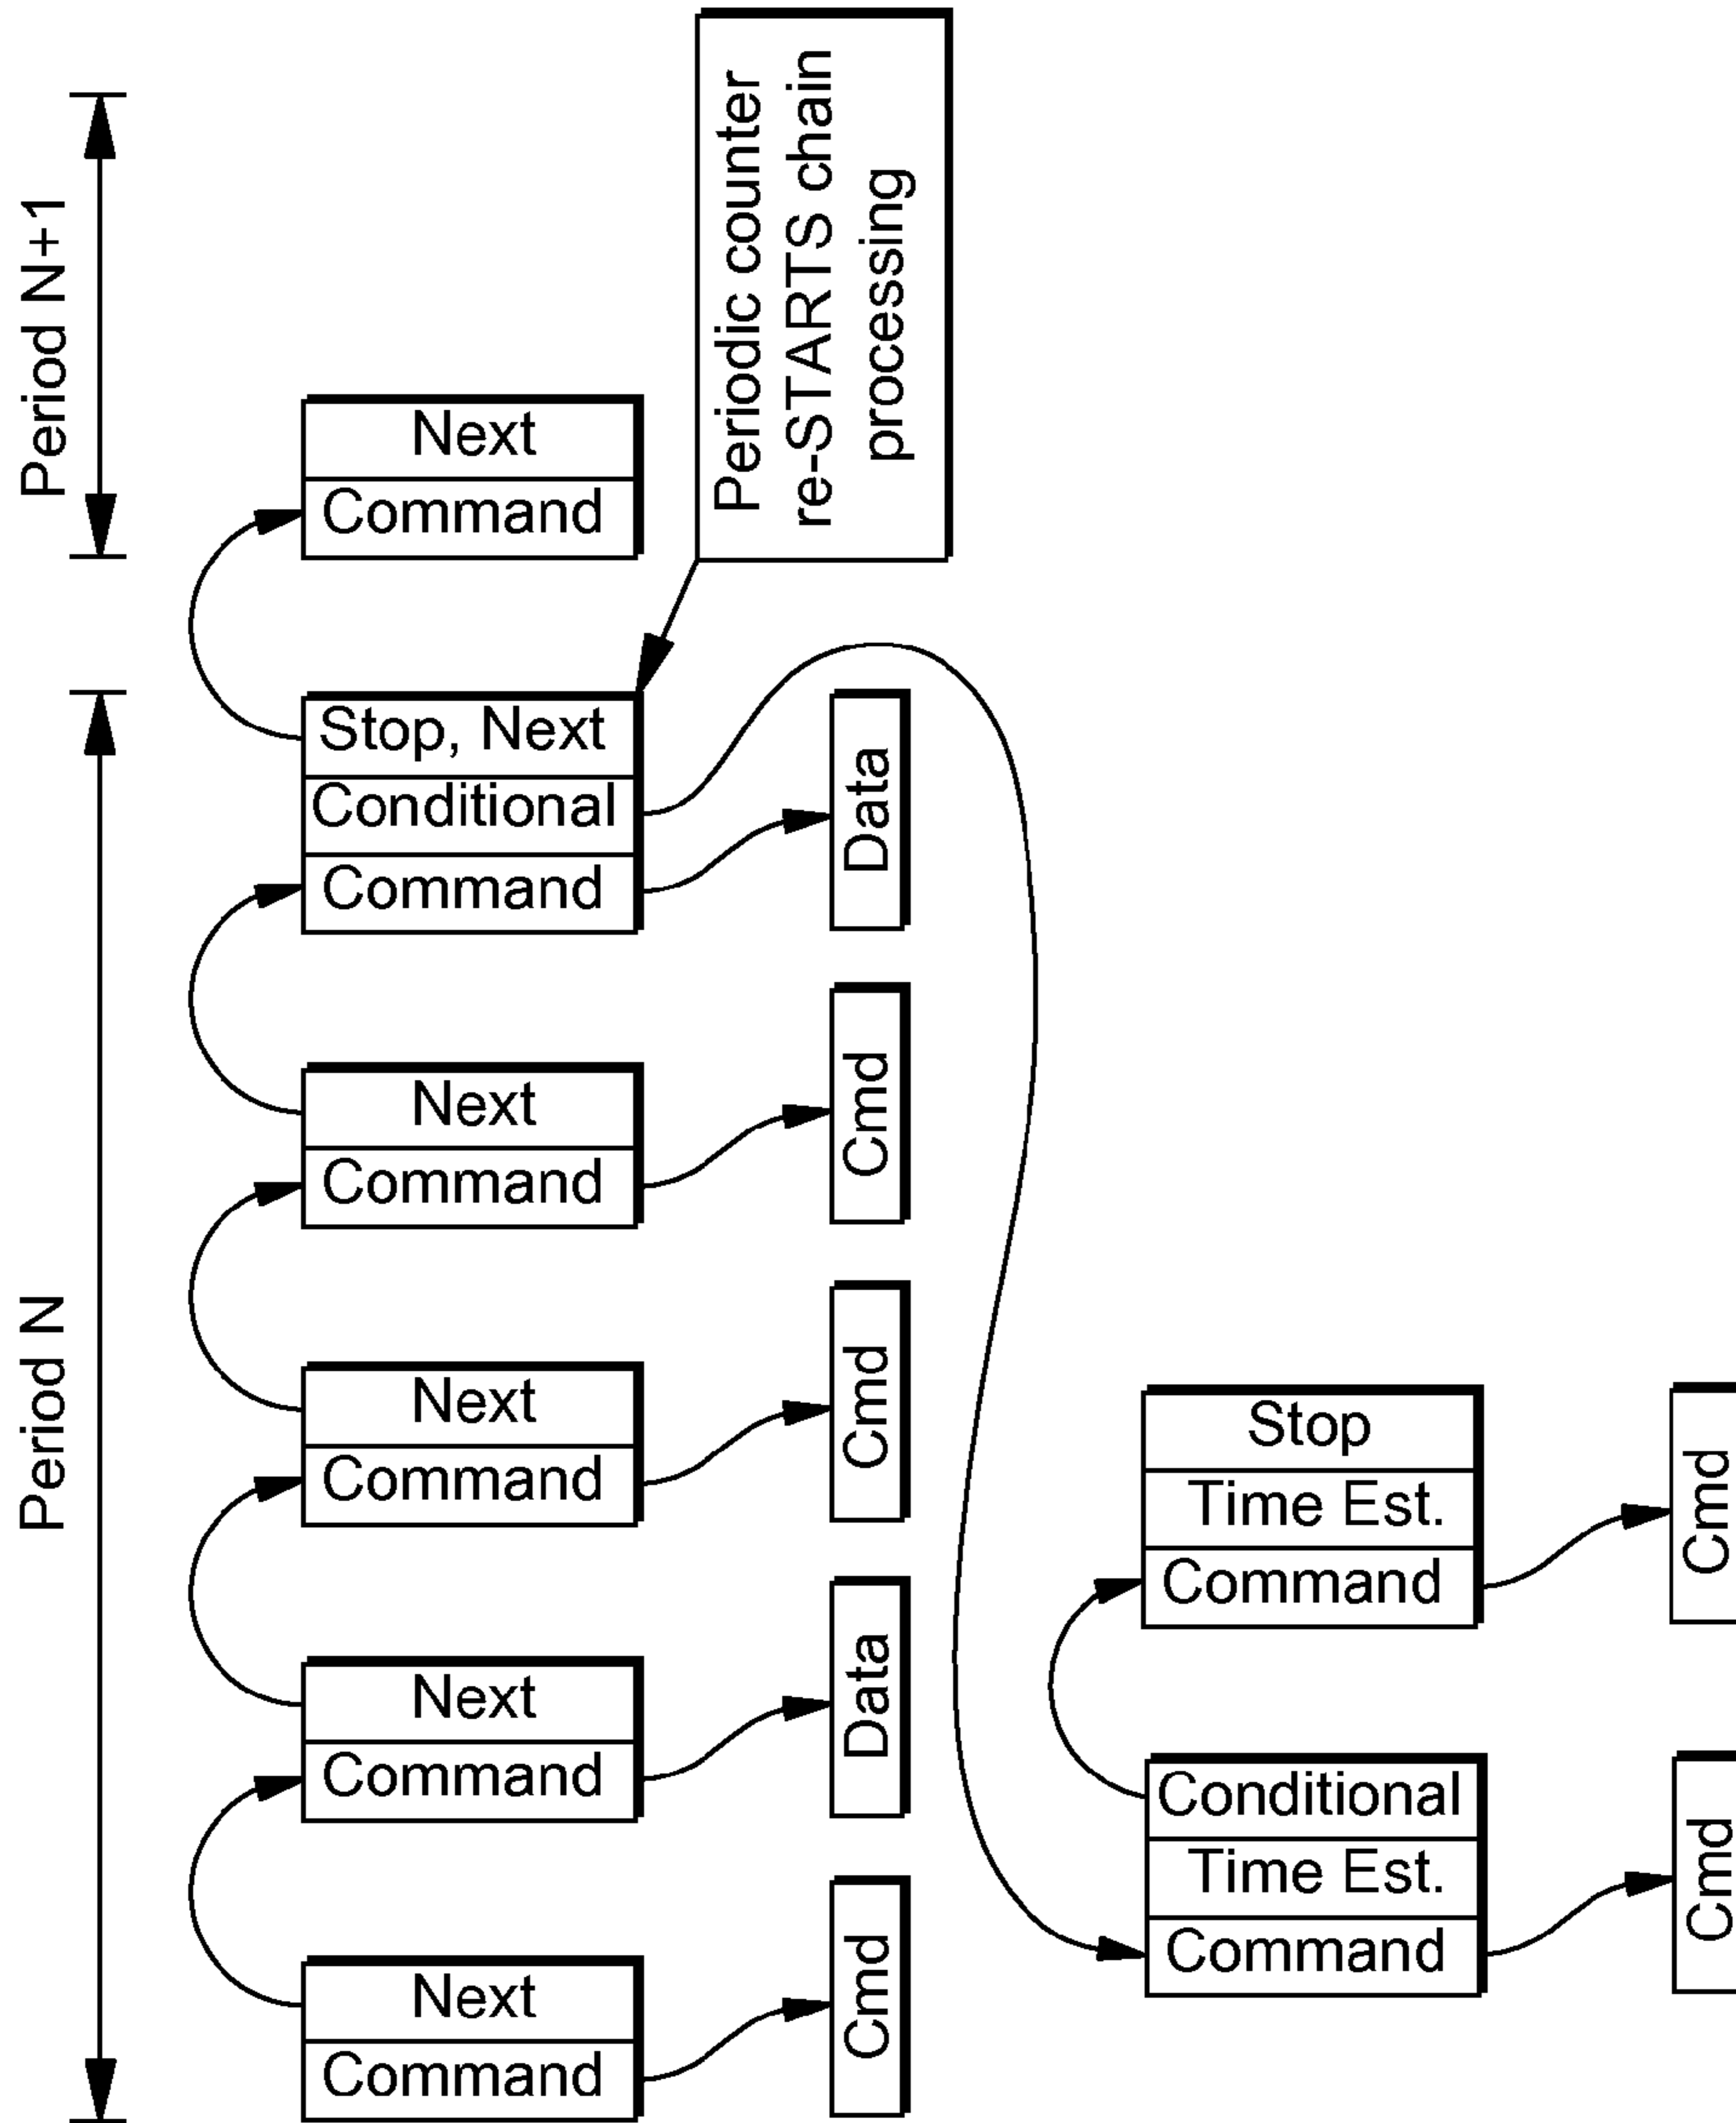 Period N+1
Periodic counter
re-STARTS chain
processing
Next
Command
Period N
Stop, Next
Conditional
Command
Data
Next
Command
Cmd
Next
Command
Cmd
Next
Command
Data
Next
Command
Cmd
Stop
Time Est.
Command
Cmd
Conditional
Time Est.
Command
Cmd